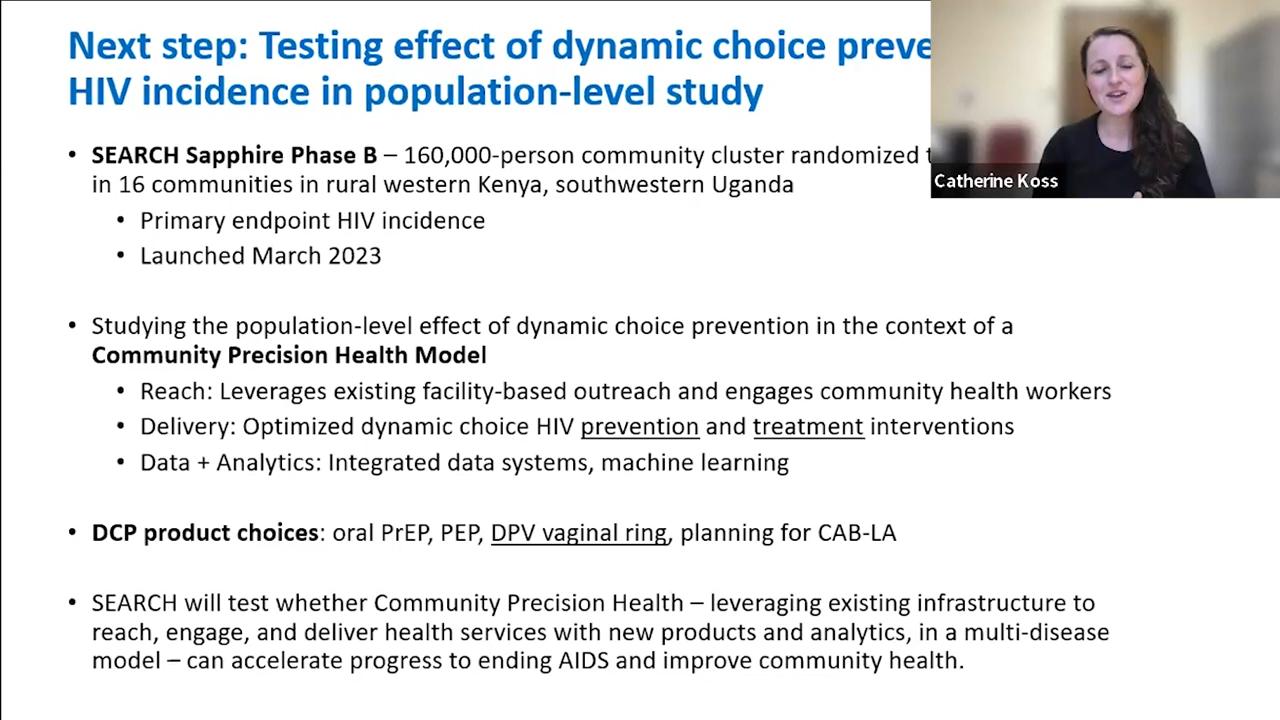 Next step: Testing effect of dynamic choice
HIV incidence in population-level study
• SEARCH Sapphire Phase B – 160,000-person community cluster randomized
in 16 communities in rural western Kenya, southwestern Uganda
• Primary endpoint HIV incidence
• Launched March 2023
• Studying the population-level effect of dynamic choice prevention in the context of a
Community Precision Health Model
• Reach: Leverages existing facility-based outreach and engages community health workers
• Delivery: Optimized dynamic choice HIV prevention and treatment interventions
• Data + Analytics: Integrated data systems, machine learning
• DCP product choices: oral PrEP, PEP, DPV vaginal ring, planning for CAB-LA
• SEARCH will test whether Community Precision Health – leveraging existing infrastructure to
reach, engage, and deliver health services with new products and analytics, in a multi-disease
model – can accelerate progress to ending AIDS and improve community health.
Catherine Koss